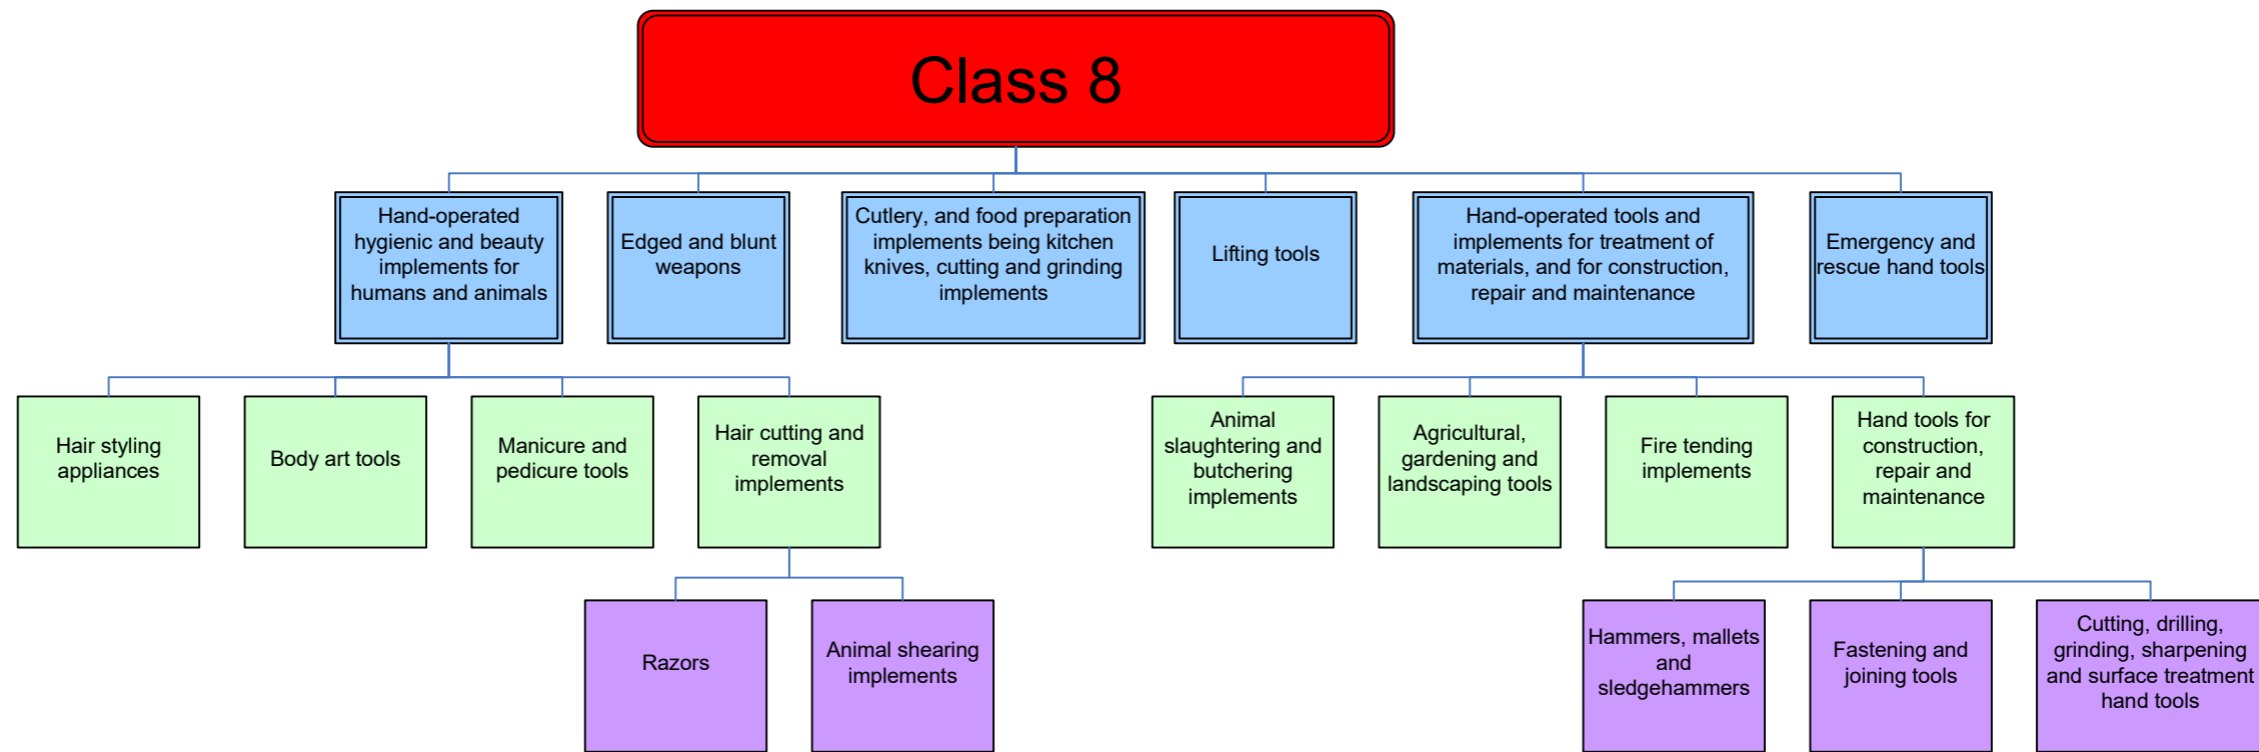 Class 8
Hand-operated
hygienic and beauty
implements for
humans and animals
Edged and blunt
weapons
Cutlery, and food preparation
implements being kitchen
knives, cutting and grinding
implements
Lifting tools
Hand-operated tools and
implements for treatment of
materials, and for construction,
repair and maintenance
Emergency and
rescue hand tools
Hair styling
appliances
Body art tools
Manicure and
pedicure tools
Hair cutting and
removal
implements
Animal
slaughtering and
butchering
implements
Agricultural,
gardening and
landscaping tools
Fire tending
implements
Hand tools for
construction,
repair and
maintenance
Razors
Animal shearing
implements
Hammers, mallets
and
sledgehammers
Fastening and
joining tools
Cutting, drilling,
grinding, sharpening
and surface treatment
hand tools